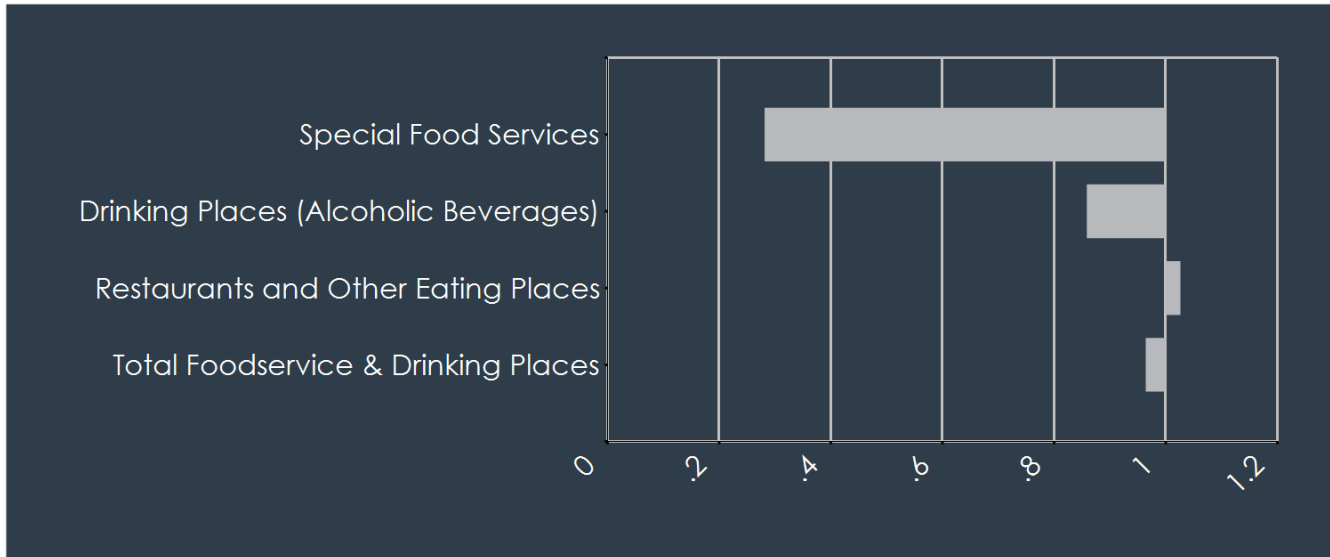 Special Food Services
Drinking Places (Alcoholic Beverages)
Restaurants and Other Eating Places
Total Foodservice & Drinking Places
0
.2
.4
.6
.8
1
1.2